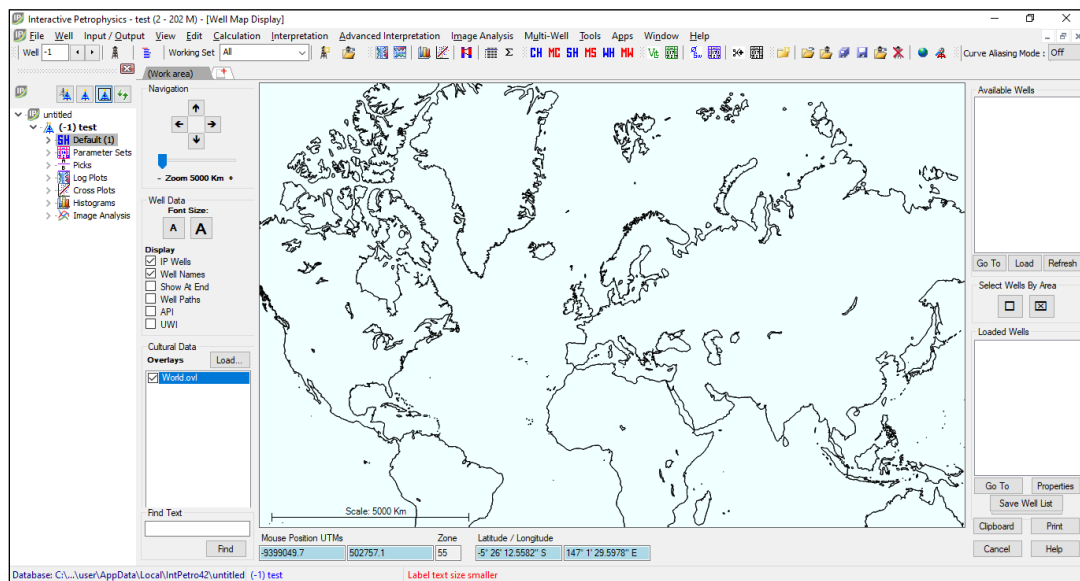 Interactive Petrophysics - test (2 - 202 M) - [Well Map Display]
File Well Input / Output View Edit Calculation Interpretation Advanced Interpretation Image Analysis Multi-Well Tools Apps Window Help
Well -1 Working Set All CH MC SH MS WH MW Curve Aliasing Mode : Off
(Work area)
untitled
(-1) test
SH Default (1)
Parameter Sets
Picks
Log Plots
Cross Plots
Histograms
Image Analysis
Navigation
- Zoom 5000 Km +
Well Data
Font Size:
A A
Display
IP Wells
Well Names
Show At End
Well Paths
API
UWI
Cultural Data
Overlays Load...
World.ovl
Find Text
Find
Scale: 5000 Km
Mouse Position UTMs Zone Latitude / Longitude
-9399049.7 502757.1 55 -5° 26' 12.5582" S 147° 1' 29.5978" E
Available Wells
Go To Load Refresh
Select Wells By Area
Loaded Wells
Go To Properties
Save Well List
Clipboard Print
Cancel Help
Database: C:\...\user\AppData\Local\IntPetro42\untitled (-1) test Label text size smaller